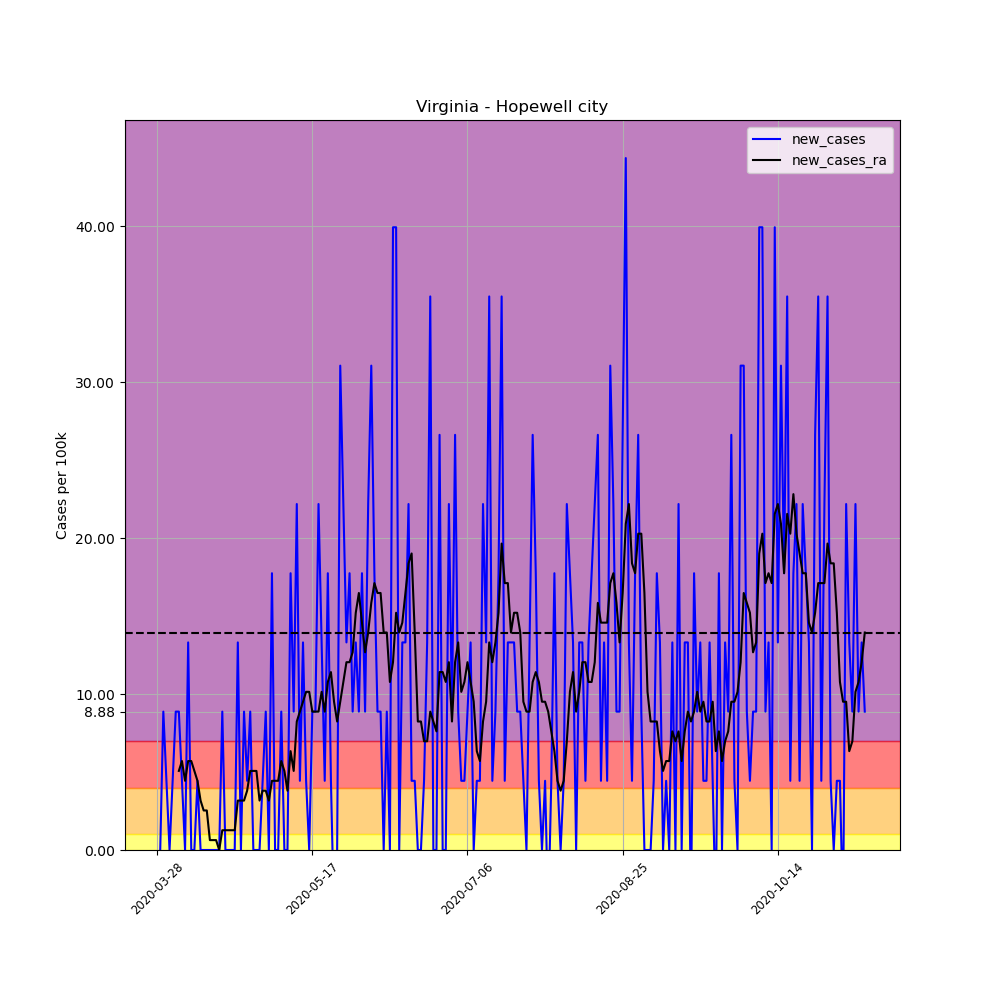 Virginia - Hopewell city
new_cases
new_cases_ra
Cases per 100k
40.00
30.00
20.00
10.00
8.88
0.00
2020-03-28
2020-05-17
2020-07-06
2020-08-25
2020-10-14